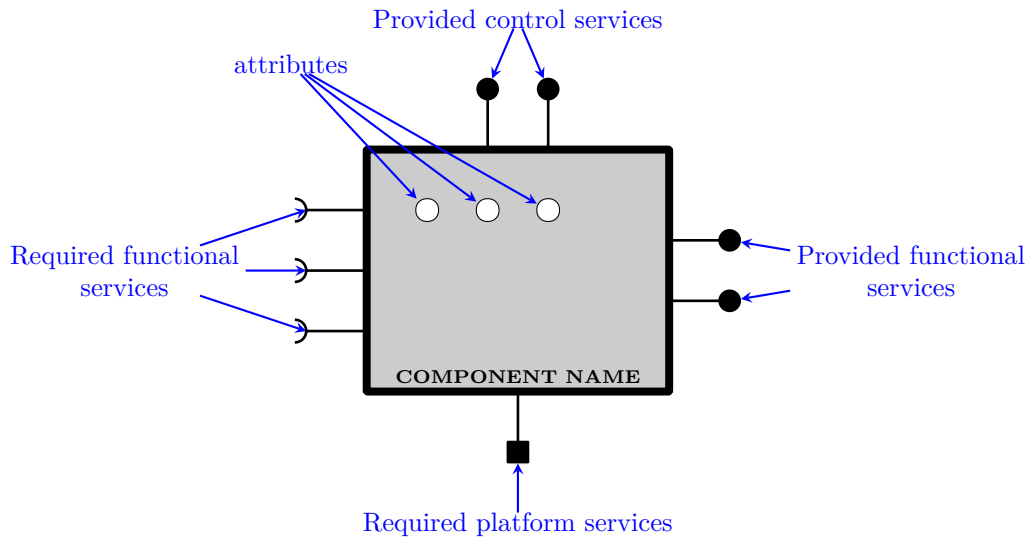 Provided control services
attributes
Required functional
services
Provided functional
services
COMPONENT NAME
Required platform services